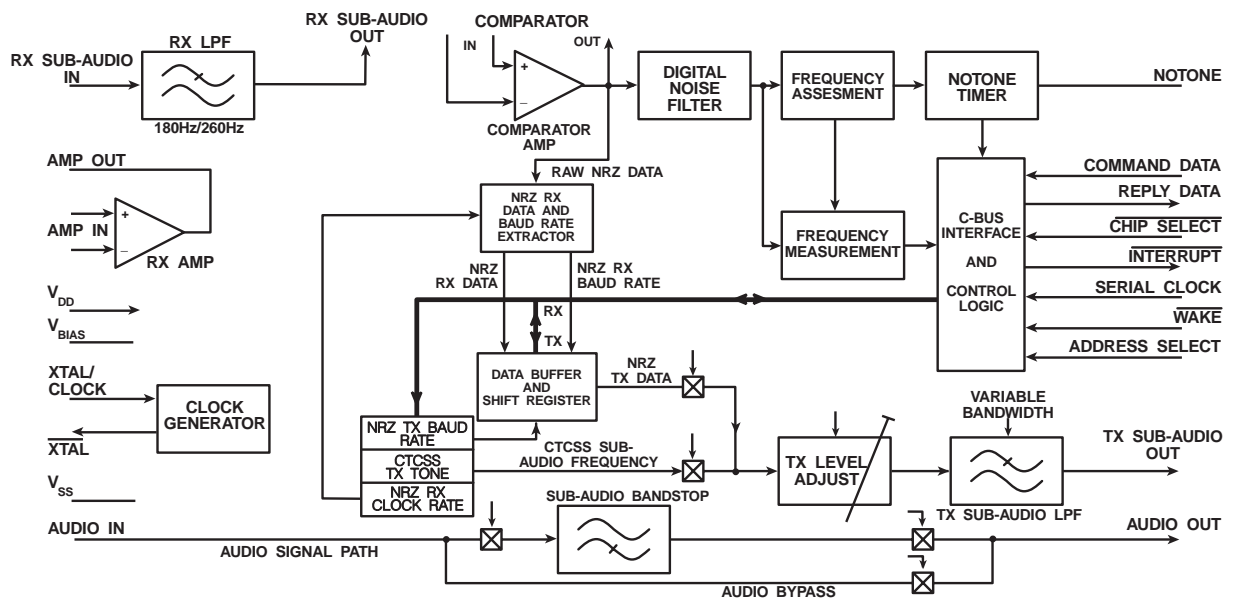 RX SUB-AUDIO
OUT
RX LPF
RX SUB-AUDIO
IN
180Hz/260Hz
COMPARATOR
IN
OUT
+
−
COMPARATOR
AMP
DIGITAL
NOISE
FILTER
FREQUENCY
ASSESMENT
NOTONE
TIMER
NOTONE
RAW NRZ DATA
AMP OUT
+
AMP IN
−
RX AMP
NRZ RX
DATA AND
BAUD RATE
EXTRACTOR
FREQUENCY
MEASUREMENT
C-BUS
INTERFACE
AND
CONTROL
LOGIC
COMMAND DATA
REPLY DATA
CHIP SELECT
INTERRUPT
SERIAL CLOCK
WAKE
ADDRESS SELECT
NRZ
RX DATA
NRZ RX
BAUD RATE
VDD
VBIAS
RX
TX
XTAL/
CLOCK
CLOCK
GENERATOR
XTAL
DATA BUFFER
AND
SHIFT REGISTER
NRZ
TX DATA
NRZ TX BAUD
RATE
CTCSS
TX TONE
NRZ RX
CLOCK RATE
CTCSS SUB-
AUDIO FREQUENCY
TX LEVEL
ADJUST
VARIABLE
BANDWIDTH
TX SUB-AUDIO
OUT
TX SUB-AUDIO LPF
VSS
SUB-AUDIO BANDSTOP
AUDIO IN
AUDIO SIGNAL PATH
AUDIO OUT
AUDIO BYPASS